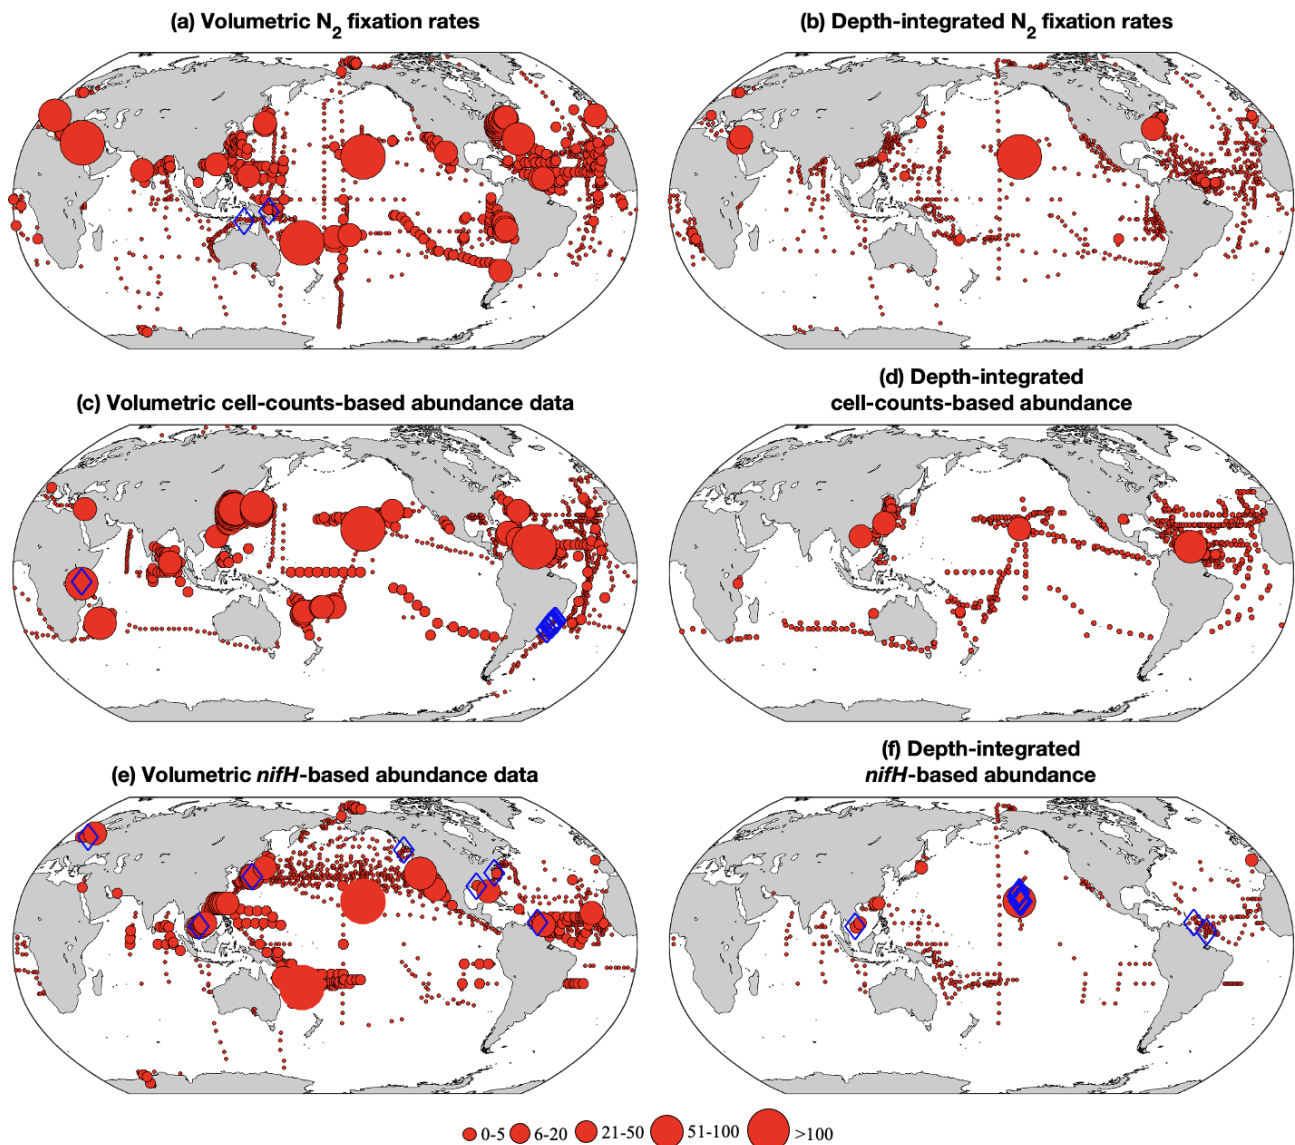 (a) Volumetric N2 fixation rates
(b) Depth-integrated N2 fixation rates
(c) Volumetric cell-counts-based abundance data
(d) Depth-integrated
cell-counts-based abundance
(e) Volumetric nifH-based abundance data
(f) Depth-integrated
nifH-based abundance
0-5 6-20 21-50 51-100 >100